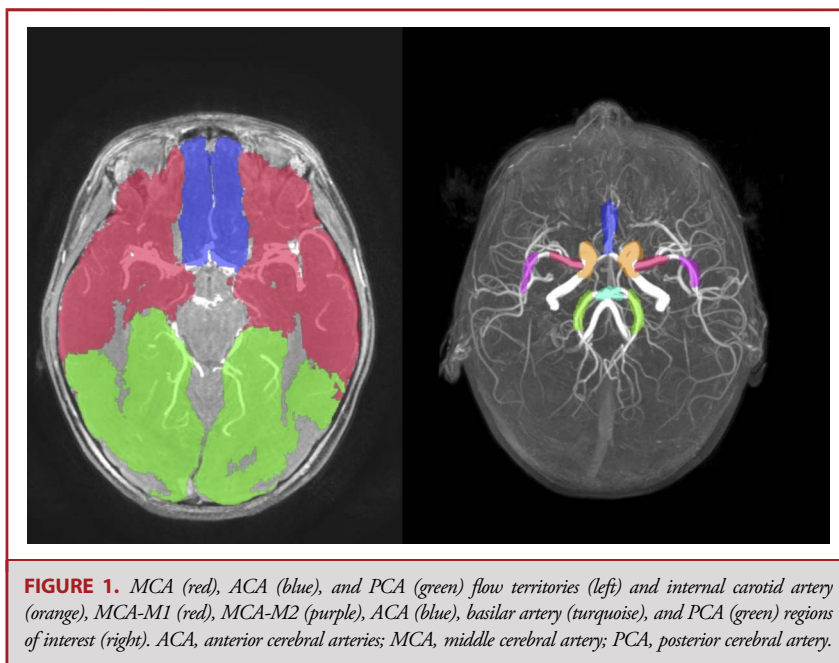 FIGURE 1. MCA (red), ACA (blue), and PCA (green) flow territories (left) and internal carotid artery
(orange), MCA-M1 (red), MCA-M2 (purple), ACA (blue), basilar artery (turquoise), and PCA (green) regions
of interest (right). ACA, anterior cerebral arteries; MCA, middle cerebral artery; PCA, posterior cerebral artery.